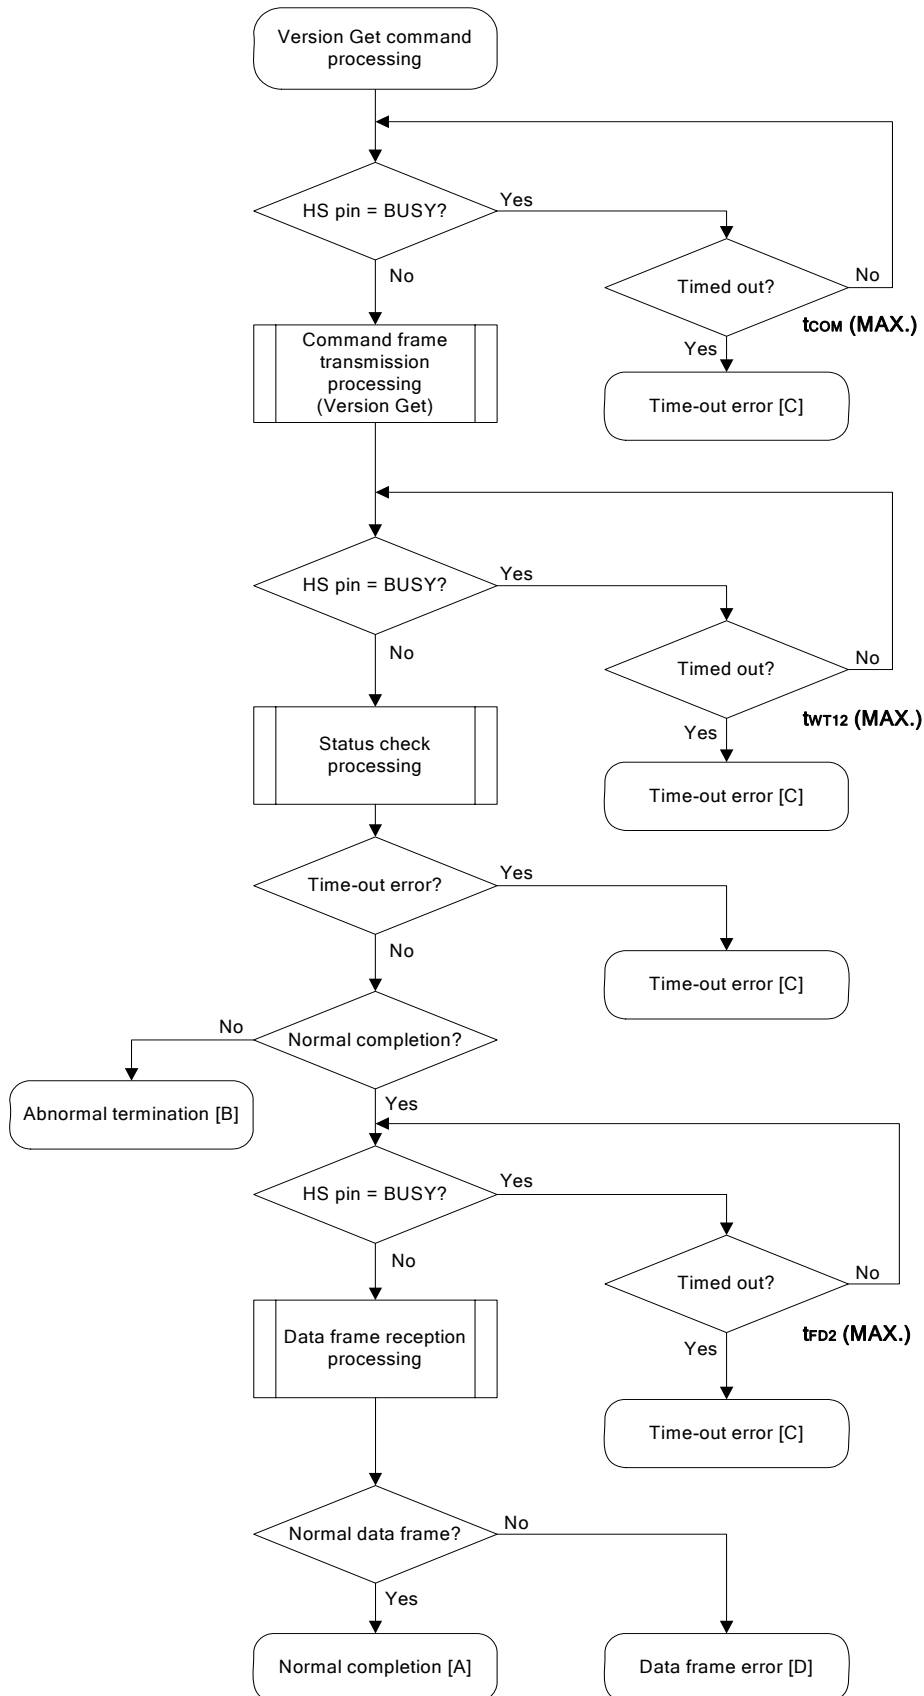 Version Get command
processing
HS pin = BUSY?
Yes
No
Timed out?
No
tCOM (MAX.)
Yes
Time-out error [C]
Command frame
transmission
processing
(Version Get)
HS pin = BUSY?
Yes
No
Timed out?
No
tWT12 (MAX.)
Yes
Time-out error [C]
Status check
processing
Time-out error?
Yes
No
Time-out error [C]
Normal completion?
No
Abnormal termination [B]
Yes
HS pin = BUSY?
Yes
No
Timed out?
No
tFD2 (MAX.)
Yes
Time-out error [C]
Data frame reception
processing
Normal data frame?
No
Yes
Normal completion [A]
Data frame error [D]